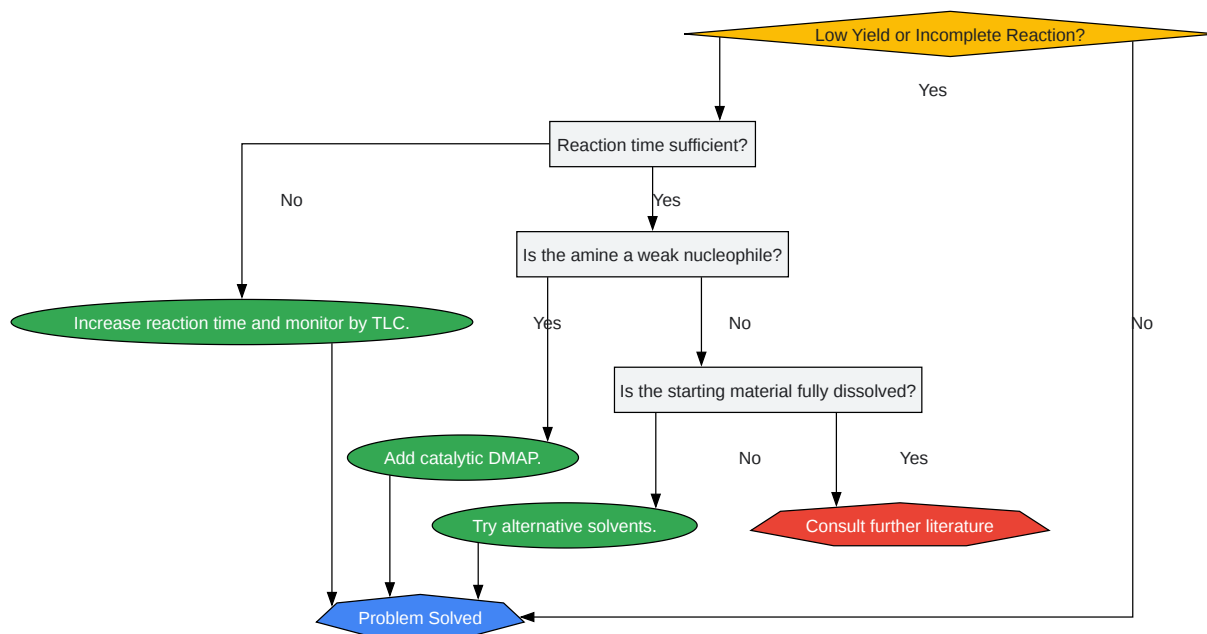 Low Yield or Incomplete Reaction?
Yes
Reaction time sufficient?
No
Yes
Is the amine a weak nucleophile?
Increase reaction time and monitor by TLC.
Yes
No
No
Is the starting material fully dissolved?
Add catalytic DMAP.
No
Yes
Try alternative solvents.
Consult further literature
Problem Solved